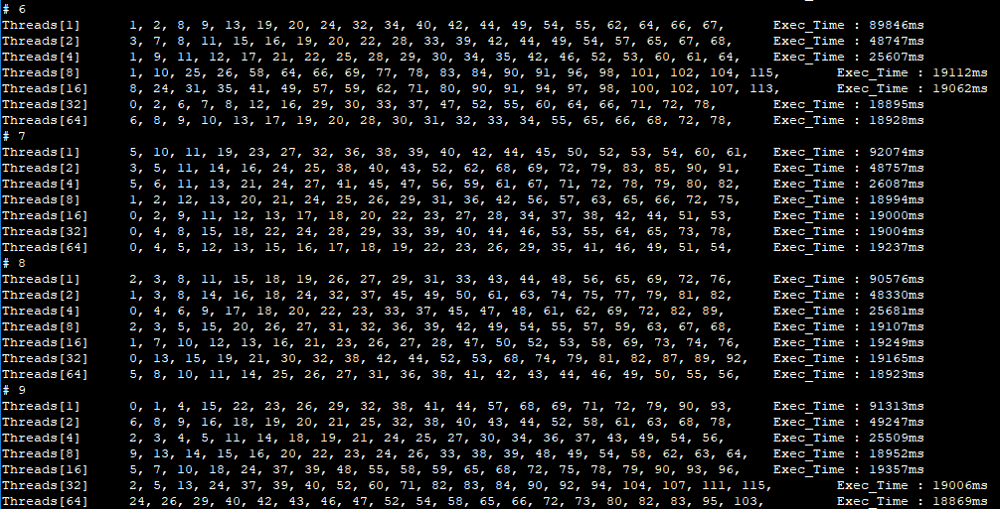 # 6
Threads[1] 1, 2, 8, 9, 13, 19, 20, 24, 32, 34, 40, 42, 44, 49, 54, 55, 62, 64, 66, 67, Exec_Time : 89846ms
Threads[2] 3, 7, 8, 11, 15, 16, 19, 20, 22, 28, 33, 39, 42, 44, 49, 54, 57, 65, 67, 68, Exec_Time : 48747ms
Threads[4] 1, 9, 11, 12, 17, 21, 22, 25, 28, 29, 30, 34, 35, 42, 46, 52, 53, 60, 61, 64, Exec_Time : 25607ms
Threads[8] 1, 10, 25, 26, 58, 64, 66, 69, 77, 78, 83, 84, 90, 91, 96, 98, 101, 102, 104, 115, Exec_Time : 19112ms
Threads[16] 8, 24, 31, 35, 41, 49, 57, 59, 62, 71, 80, 90, 91, 94, 97, 98, 100, 102, 107, 113, Exec_Time : 19062ms
Threads[32] 0, 2, 6, 7, 8, 12, 16, 29, 30, 33, 37, 47, 52, 55, 60, 64, 66, 71, 72, 78, Exec_Time : 18895ms
Threads[64] 6, 8, 9, 10, 13, 17, 19, 20, 28, 30, 31, 32, 33, 34, 55, 65, 66, 68, 72, 78, Exec_Time : 18928ms
# 7
Threads[1] 5, 10, 11, 19, 23, 27, 32, 36, 38, 39, 40, 42, 44, 45, 50, 52, 53, 54, 60, 61, Exec_Time : 92074ms
Threads[2] 3, 5, 11, 14, 16, 24, 25, 38, 40, 43, 52, 62, 68, 69, 72, 79, 83, 85, 90, 91, Exec_Time : 48757ms
Threads[4] 5, 6, 11, 13, 21, 24, 27, 41, 45, 47, 56, 59, 61, 67, 71, 72, 78, 79, 80, 82, Exec_Time : 26087ms
Threads[8] 1, 2, 12, 13, 20, 21, 24, 25, 26, 29, 31, 36, 42, 56, 57, 63, 65, 66, 72, 75, Exec_Time : 18994ms
Threads[16] 0, 2, 9, 11, 12, 13, 17, 18, 20, 22, 23, 27, 28, 34, 37, 38, 42, 44, 51, 53, Exec_Time : 19000ms
Threads[32] 0, 4, 8, 15, 18, 22, 24, 28, 29, 33, 39, 40, 44, 46, 53, 55, 64, 65, 73, 78, Exec_Time : 19004ms
Threads[64] 0, 4, 5, 12, 13, 15, 16, 17, 18, 19, 22, 23, 26, 29, 35, 41, 46, 49, 51, 54, Exec_Time : 19237ms
# 8
Threads[1] 2, 3, 8, 11, 15, 18, 19, 26, 27, 29, 31, 33, 43, 44, 48, 56, 65, 69, 72, 76, Exec_Time : 90576ms
Threads[2] 1, 3, 8, 14, 16, 18, 24, 32, 37, 45, 49, 50, 61, 63, 74, 75, 77, 79, 81, 82, Exec_Time : 48330ms
Threads[4] 0, 4, 6, 9, 17, 18, 20, 22, 23, 33, 37, 45, 47, 48, 61, 62, 69, 72, 82, 89, Exec_Time : 25681ms
Threads[8] 2, 3, 5, 15, 20, 26, 27, 31, 32, 36, 39, 42, 49, 54, 55, 57, 59, 63, 67, 68, Exec_Time : 19107ms
Threads[16] 1, 7, 10, 12, 13, 16, 21, 23, 26, 27, 28, 47, 50, 52, 53, 58, 69, 73, 74, 76, Exec_Time : 19249ms
Threads[32] 0, 13, 15, 19, 21, 30, 32, 38, 42, 44, 52, 53, 68, 74, 79, 81, 82, 87, 89, 92, Exec_Time : 19165ms
Threads[64] 5, 8, 10, 11, 14, 25, 26, 27, 31, 36, 38, 41, 42, 43, 44, 46, 49, 50, 55, 56, Exec_Time : 18923ms
# 9
Threads[1] 0, 1, 4, 15, 22, 23, 26, 29, 32, 38, 41, 44, 57, 68, 69, 71, 72, 79, 90, 93, Exec_Time : 91313ms
Threads[2] 6, 8, 9, 16, 18, 19, 20, 21, 25, 32, 38, 40, 43, 44, 52, 58, 61, 63, 68, 78, Exec_Time : 49247ms
Threads[4] 2, 3, 4, 5, 11, 14, 18, 19, 21, 24, 25, 27, 30, 34, 36, 37, 43, 49, 54, 56, Exec_Time : 25509ms
Threads[8] 9, 13, 14, 15, 16, 20, 22, 23, 24, 26, 33, 38, 39, 48, 49, 54, 58, 62, 63, 64, Exec_Time : 18952ms
Threads[16] 5, 7, 10, 18, 24, 37, 39, 48, 55, 58, 59, 65, 68, 72, 75, 78, 79, 90, 93, 96, Exec_Time : 19357ms
Threads[32] 2, 5, 13, 24, 37, 39, 40, 52, 60, 71, 82, 83, 84, 90, 92, 94, 104, 107, 111, 115, Exec_Time : 19006ms
Threads[64] 24, 26, 29, 40, 42, 43, 46, 47, 52, 54, 58, 65, 66, 72, 73, 80, 82, 83, 95, 103, Exec_Time : 18869ms